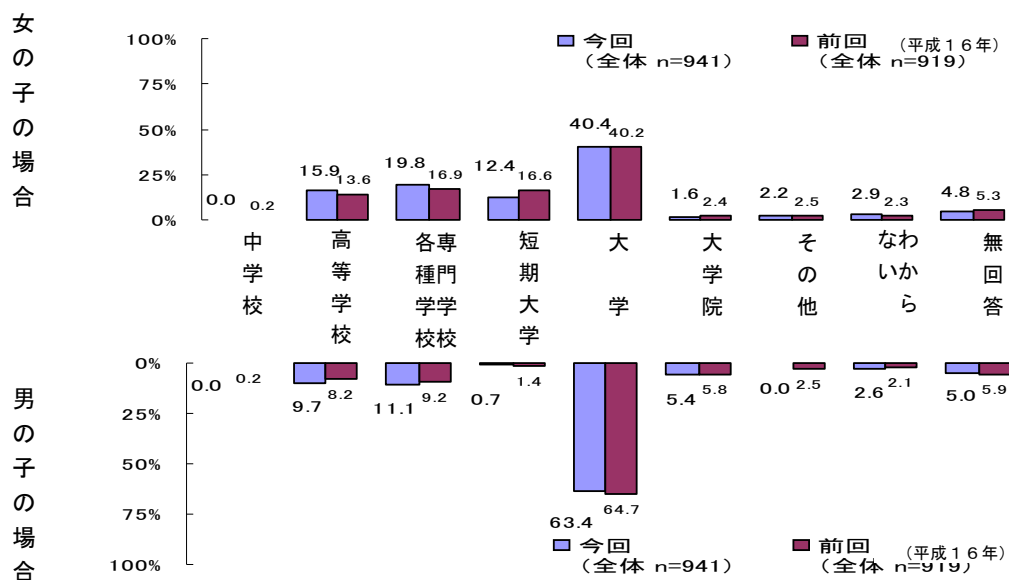 女の子の場合
100%
75%
50%
25%
0%
今回
(全体 n=941)
前回 (平成16年)
(全体 n=919)
0.0 0.2
15.9 13.6
19.8 16.9
12.4 16.6
40.4 40.2
1.6 2.4
2.2 2.5
2.9 2.3
4.8 5.3
中学校
高等学校
専門学校
各種学校
短期大学
大学
大学院
その他
わから
ない
無回答
男の子の場合
0%
25%
50%
75%
100%
0.0 0.2
9.7 8.2
11.1 9.2
0.7 1.4
63.4 64.7
5.4 5.8
0.0 2.5
2.6 2.1
5.0 5.9
今回
(全体 n=941)
前回 (平成16年)
(全体 n=919)